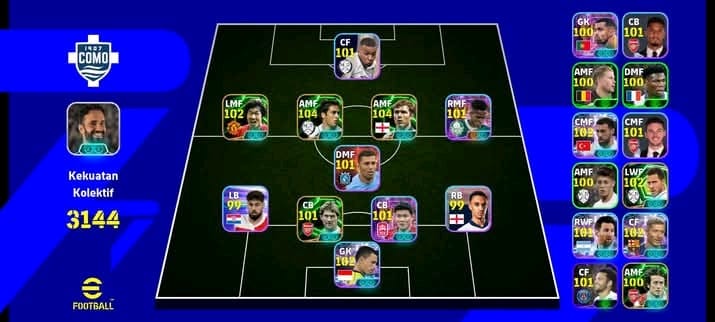 1907
COMO
Kekuatan
Kolektif
3144
FOOTBALL
CF
101
LMF
102
AMF
104
AMF
104
RMF
101
DMF
101
LB
99
CB
101
CB
101
RB
99
GK
102
GK
100
CB
101
AMF
100
DMF
100
CMF
102
CMF
101
AMF
100
LWF
102
RWF
101
CF
102
CF
101
AMF
100